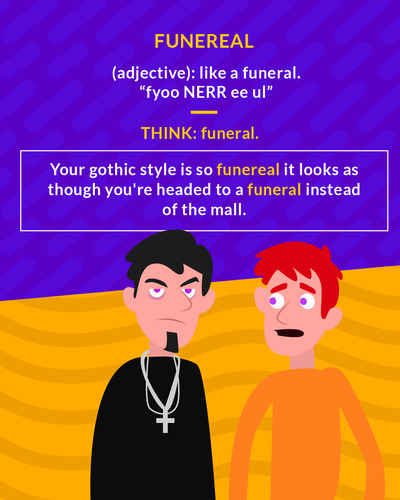 FUNEREAL
(adjective): like a funeral.
“fyoo NERR ee ul”
THINK: funeral.
Your gothic style is so funereal it looks as
though you're headed to a funeral instead
of the mall.